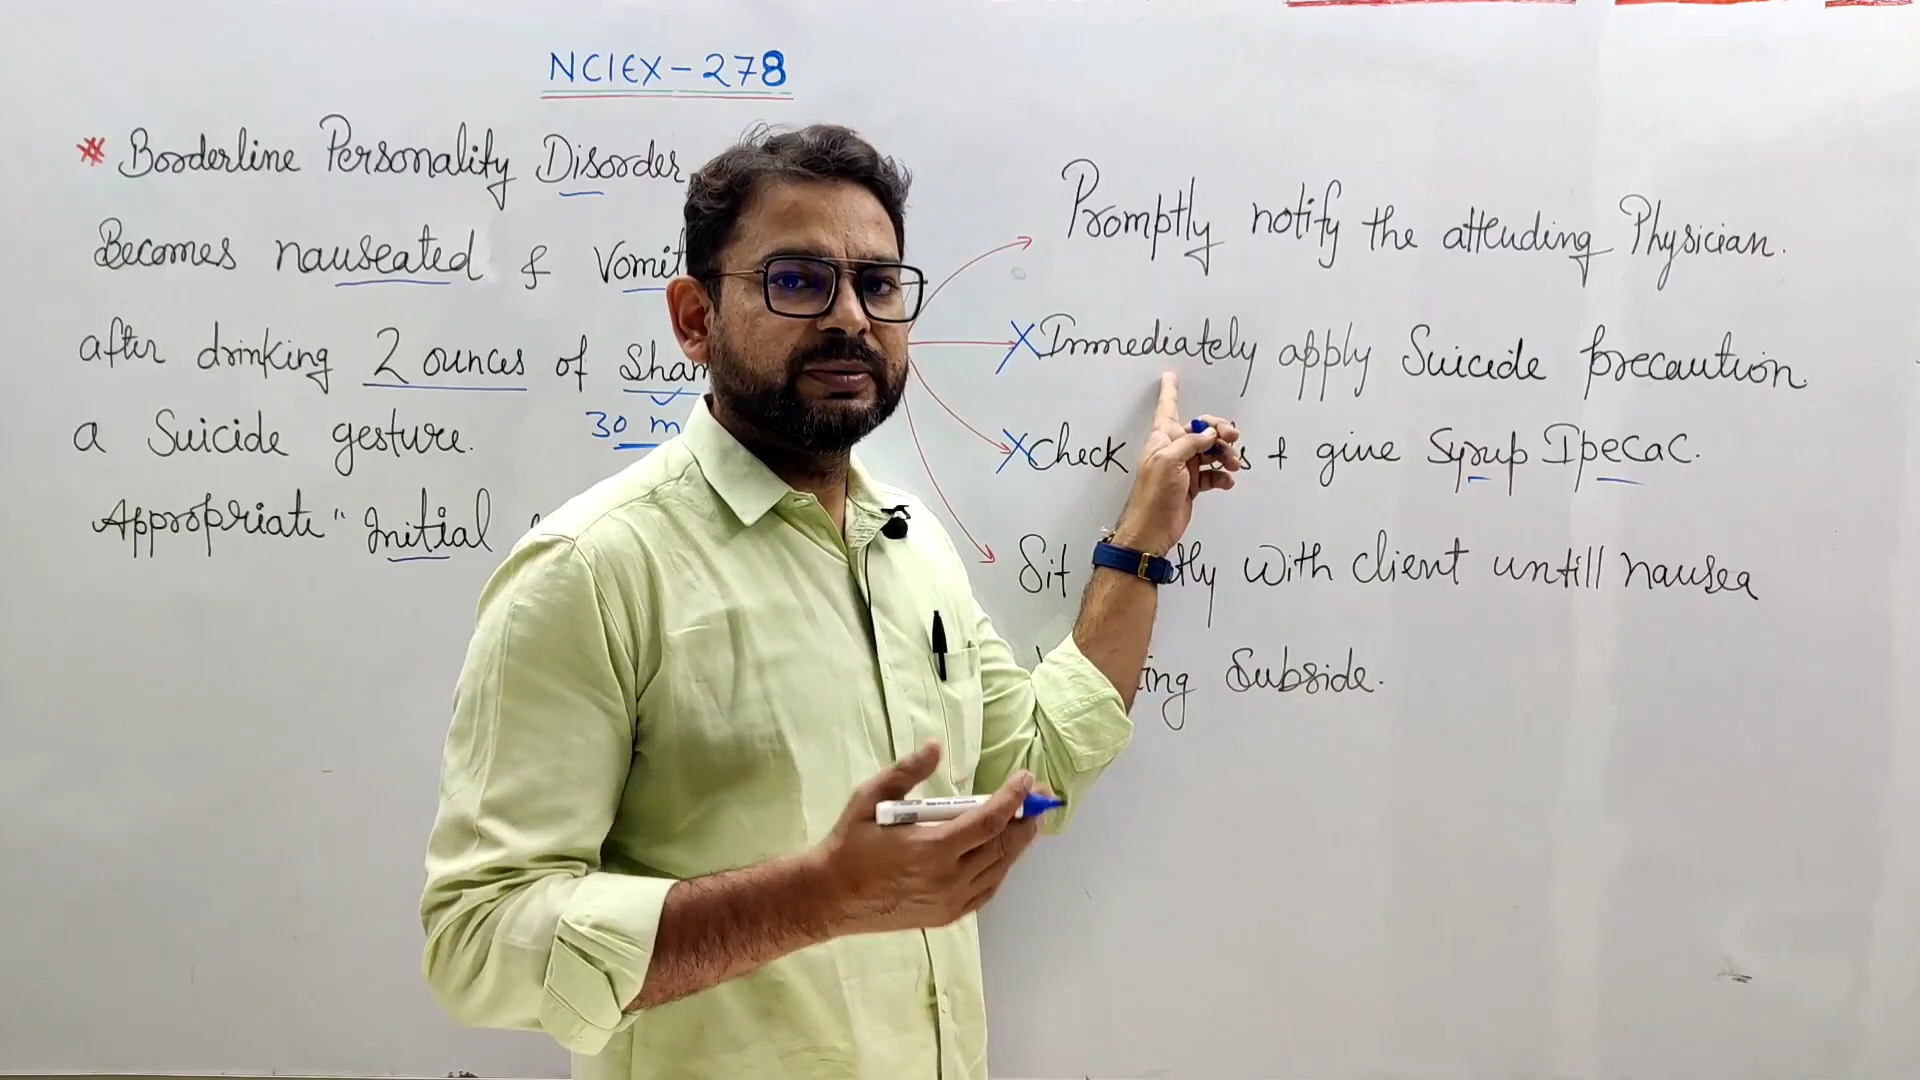 NCIEX-278
* Borderline Personality Disorder
Becomes nauseated & Vomit
after drinking 2 ounces of Sham
30 m
a Suicide gesture.
Appropriate "Initial
Promptly notify the attending Physician.
X Immediately apply Suicide precaution.
X Check & give Syrup Ipecac.
Sit with client untill nausea
Subside.